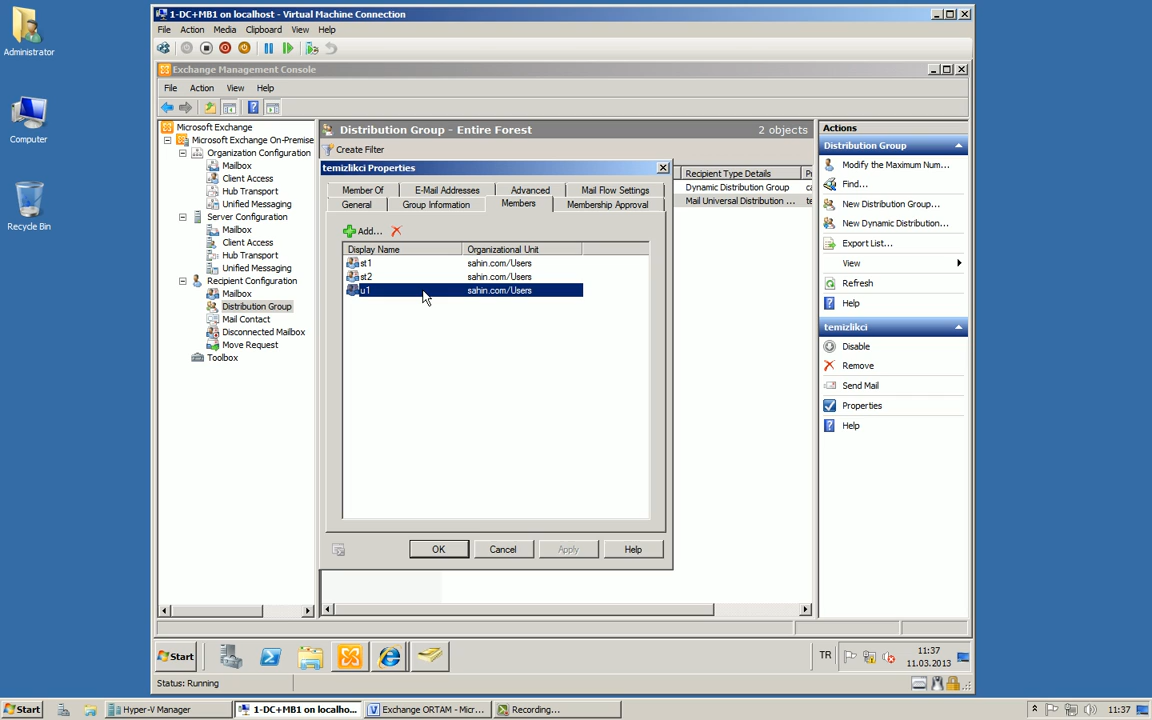 Administrator
Computer
Recycle Bin
1-DC+MB1 on localhost - Virtual Machine Connection
File Action Media Clipboard View Help
Exchange Management Console
File Action View Help
Microsoft Exchange
Microsoft Exchange On-Premise
Organization Configuration
Mailbox
Client Access
Hub Transport
Unified Messaging
Server Configuration
Mailbox
Client Access
Hub Transport
Unified Messaging
Recipient Configuration
Mailbox
Distribution Group
Mail Contact
Disconnected Mailbox
Move Request
Toolbox
Distribution Group - Entire Forest 2 objects
Create Filter
Recipient Type Details
Dynamic Distribution Group
Mail Universal Distribution ...
temizlikci Properties
Member Of E-Mail Addresses Advanced Mail Flow Settings
General Group Information Members Membership Approval
Add...
Display Name Organizational Unit
st1 sahin.com/Users
st2 sahin.com/Users
u1 sahin.com/Users
OK Cancel Apply Help
Actions
Distribution Group
Modify the Maximum Num...
Find...
New Distribution Group...
New Dynamic Distribution...
Export List...
View
Refresh
Help
temizlikci
Disable
Remove
Send Mail
Properties
Help
Start TR 11:37
11.03.2013
Status: Running
Start Hyper-V Manager 1-DC+MB1 on localho... Exchange ORTAM - Micr... Recording... 11:37